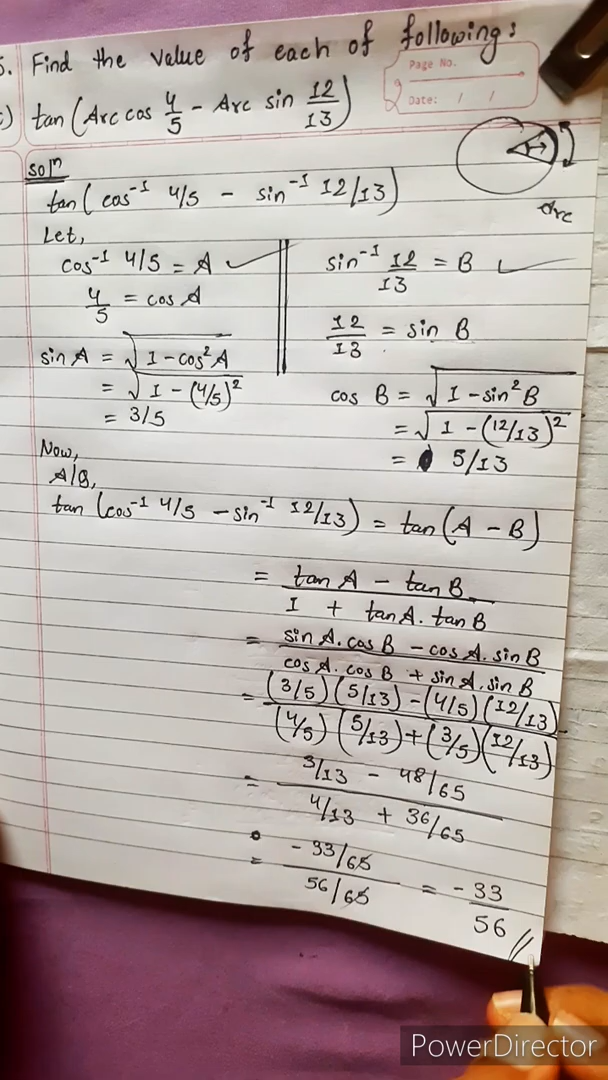 5. Find the value of each of following:
Page No.
Date: / /
c) tan (Arc cos 4/5 - Arc sin 12/13)
Arc
soln
tan( cos⁻¹ 4/5 - sin⁻¹ 12/13)
Let,
cos⁻¹ 4/5 = A ✓
4/5 = cos A
sin A = √1-cos²A
= √1 - (4/5)²
= 3/5
sin⁻¹ 12/13 = B ✓
12/13 = sin B
cos B = √1-sin²B
= √1 - (12/13)²
= 5/13
Now,
A/Q,
tan (cos⁻¹ 4/5 - sin⁻¹ 12/13) = tan(A - B)
= tan A - tan B / 1 + tan A. tan B
= sin A. cos B - cos A. sin B / cos A. cos B + sin A. sin B
= (3/5) (5/13) - (4/5) (12/13) / (4/5) (5/13) + (3/5) (12/13)
= 3/13 - 48/65 / 4/13 + 36/65
= - 33/65 / 56/65 = - 33/56 //
PowerDirector